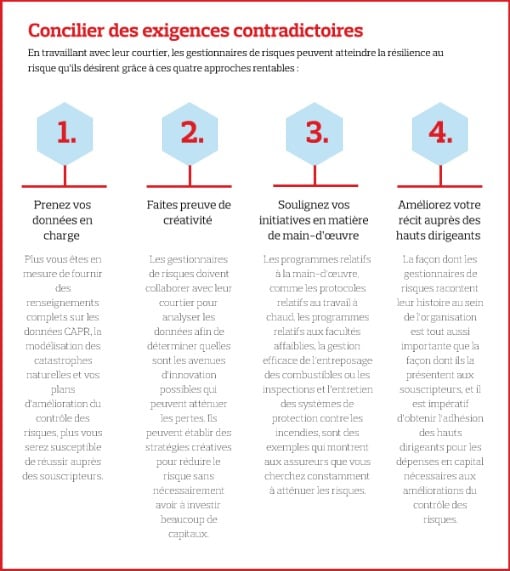 Concilier des exigences contradictoires
En travaillant avec leur courtier, les gestionnaires de risques peuvent atteindre la résilience au
risque qu'ils désirent grâce à ces quatre approches rentables :
1.
Prenez vos
données en
charge
Plus vous êtes en
mesure de fournir
des
renseignements
complets sur les
données CAPR, la
modélisation des
catastrophes
naturelles et vos
plans
d'amélioration du
contrôle des
risques, plus vous
serez susceptible
de réussir auprès
des souscripteurs.
2.
Faites preuve de
créativité
Les gestionnaires
de risques doivent
collaborer avec leur
courtier pour
analyser les
données afin de
déterminer quelles
sont les avenues
d'innovation
possibles qui
peuvent atténuer
les pertes. Ils
peuvent établir des
stratégies créatives
pour réduire le
risque sans
nécessairement
avoir à investir
beaucoup de
capitaux.
3.
Soulignez vos
initiatives en matière
de main-d'œuvre
Les programmes relatifs
à la main-d'œuvre,
comme les protocoles
relatifs au travail à
chaud, les programmes
relatifs aux facultés
affaiblies, la gestion
efficace de l'entreposage
des combustibles ou les
inspections et l'entretien
des systèmes de
protection contre les
incendies, sont des
exemples qui montrent
aux assureurs que vous
cherchez constamment
à atténuer les risques.
4.
Améliorez votre
récit auprès des
hauts dirigeants
La façon dont les
gestionnaires de
risques racontent
leur histoire au sein
de l'organisation
est tout aussi
importante que la
façon dont ils la
présentent aux
souscripteurs, et il
est impératif
d'obtenir l'adhésion
des hauts
dirigeants pour les
dépenses en capital
nécessaires aux
améliorations du
contrôle des
risques.